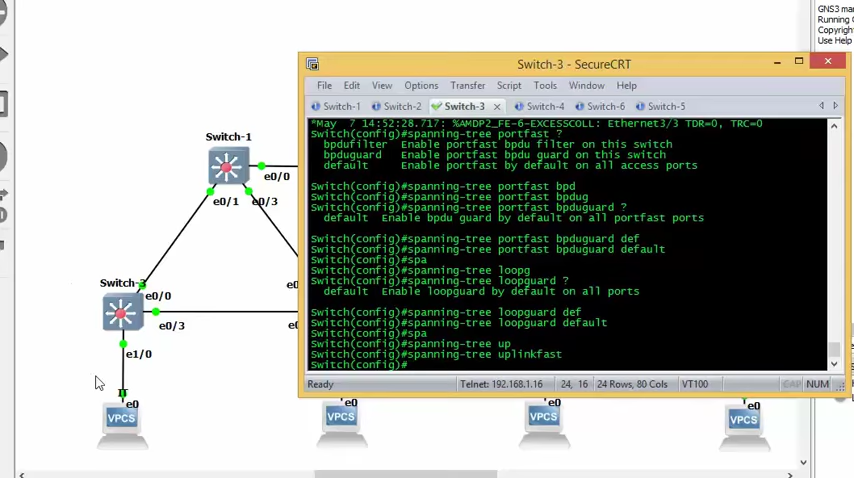 GNS3 ma
Running
Copyright
Use Help
Switch-3 - SecureCRT
File Edit View Options Transfer Script Tools Window Help
Switch-1 Switch-2 Switch-3 Switch-4 Switch-6 Switch-5
*May  7 14:52:28.717: %AMDP2_FE-6-EXCESSCOLL: Ethernet3/3 TDR=0, TRC=0
Switch(config)#spanning-tree portfast ?
bpdufilter  Enable portfast bpdu filter on this switch
bpduguard   Enable portfast bpdu guard on this switch
default     Enable portfast by default on all access ports
Switch(config)#spanning-tree portfast bpd
Switch(config)#spanning-tree portfast bpdug
Switch(config)#spanning-tree portfast bpduguard ?
default  Enable bpdu guard by default on all portfast ports
Switch(config)#spanning-tree portfast bpduguard def
Switch(config)#spanning-tree portfast bpduguard default
Switch(config)#spa
Switch(config)#spanning-tree loopg
Switch(config)#spanning-tree loopguard ?
default  Enable loopguard by default on all ports
Switch(config)#spanning-tree loopguard def
Switch(config)#spanning-tree loopguard default
Switch(config)#spa
Switch(config)#spanning-tree up
Switch(config)#spanning-tree uplinkfast
Switch(config)#
Ready Telnet: 192.168.1.16 24, 16 24 Rows, 80 Cols VT100 CAP NUM
Switch-1
e0/0
e0/1
e0/3
Switch-3
e0/0
e0/3
e1/0
e0
VPCS
e0
VPCS
e0
VPCS
e0
VPCS